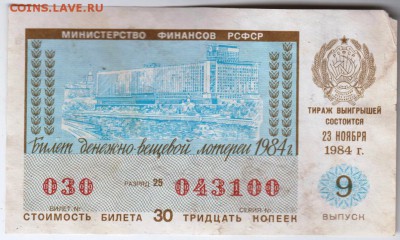 COINS.LAVE.RU
МИНИСТЕРСТВО ФИНАНСОВ РСФСР
ТИРАЖ ВЫИГРЫШЕЙ
СОСТОИТСЯ
23 НОЯБРЯ
1984 г.
Билет денежно-вещевой лотереи 1984 г.
030 РАЗРЯД 25 043100
БИЛЕТ № СЕРИЯ №
9
ВЫПУСК
СТОИМОСТЬ БИЛЕТА 30 ТРИДЦАТЬ КОПЕЕК